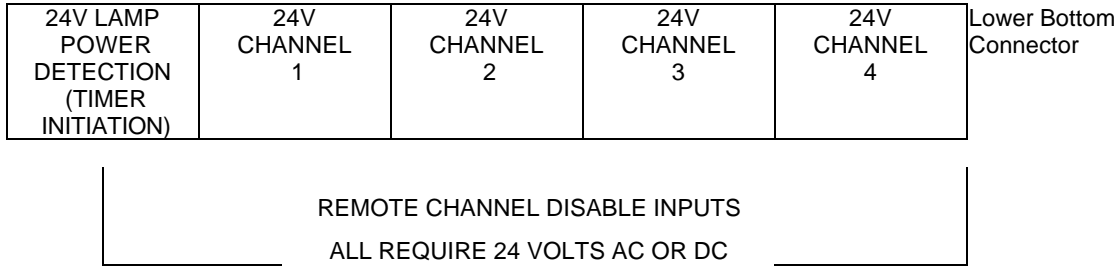 24V LAMP POWER DETECTION (TIMER INITIATION)
24V CHANNEL 1
24V CHANNEL 2
24V CHANNEL 3
24V CHANNEL 4
Lower Bottom Connector
REMOTE CHANNEL DISABLE INPUTS
ALL REQUIRE 24 VOLTS AC OR DC